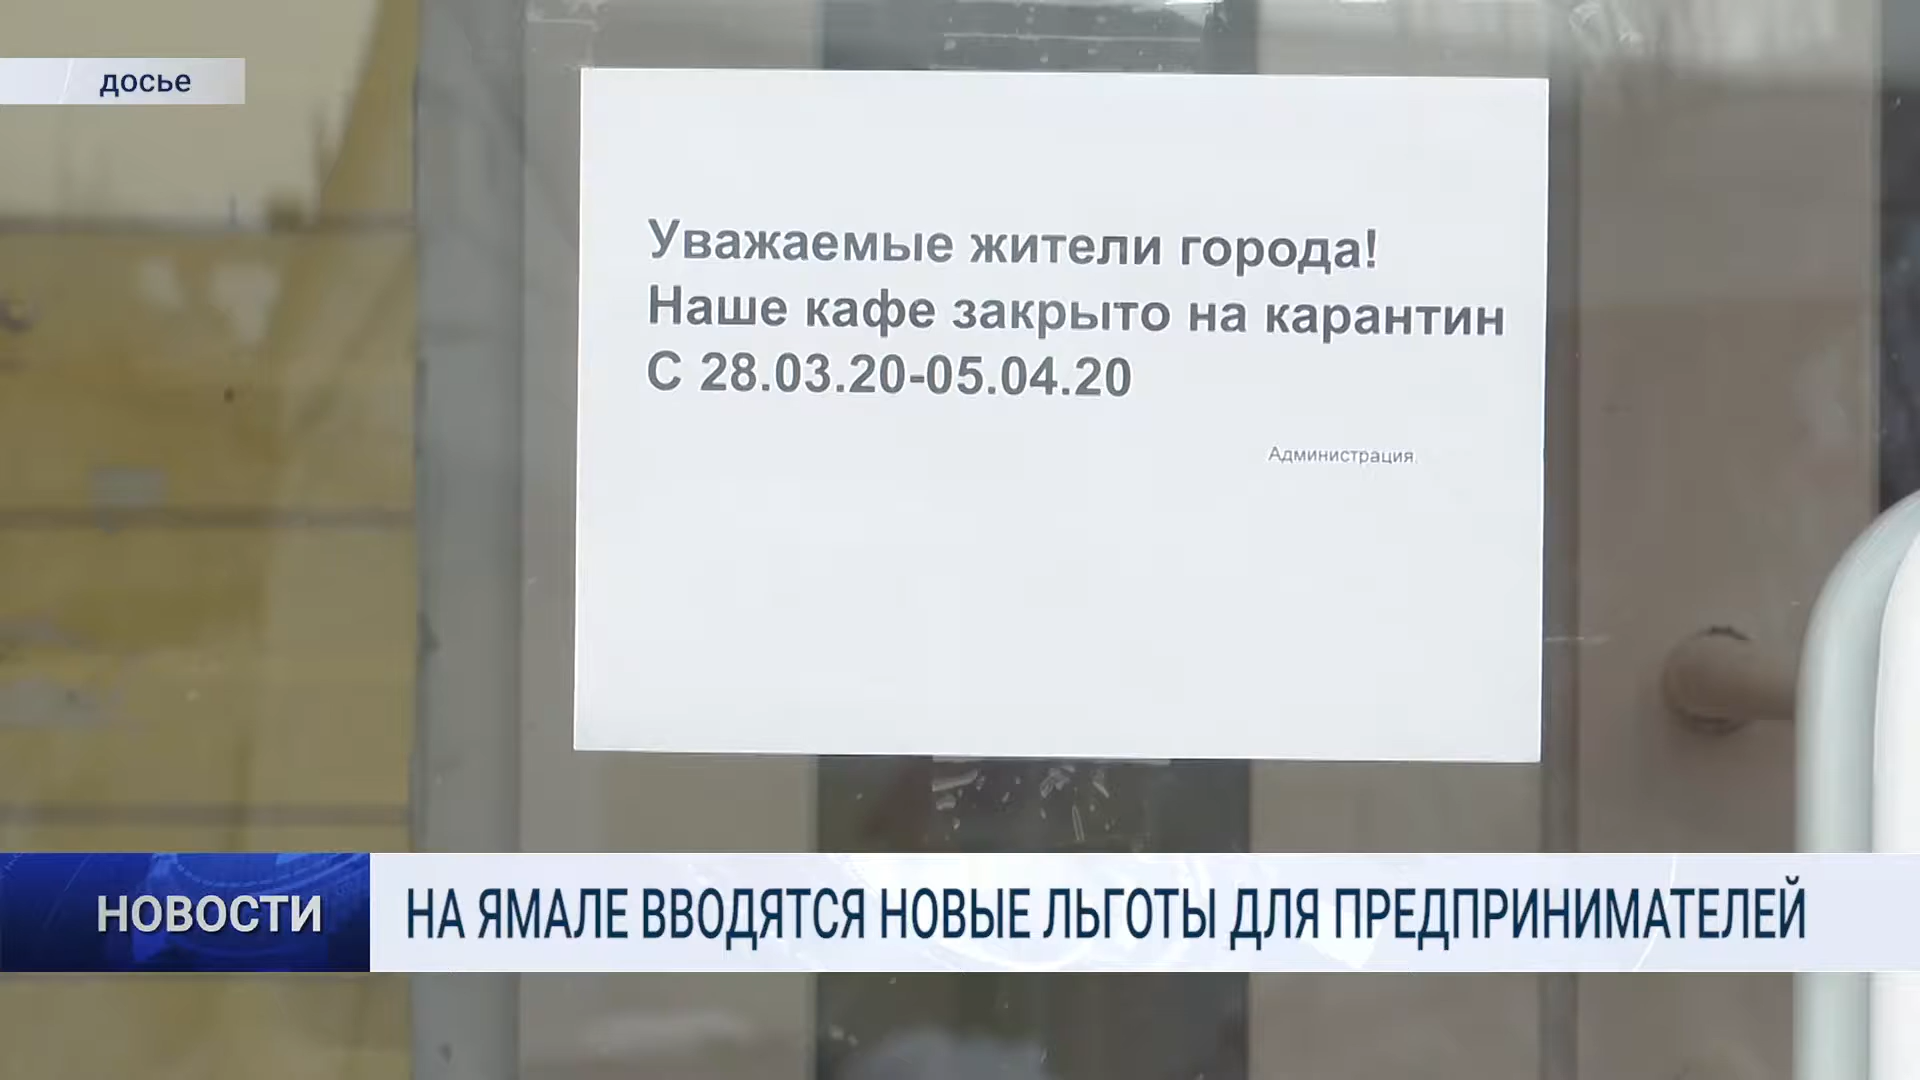 досье
Уважаемые жители города!
Наше кафе закрыто на карантин
С 28.03.20-05.04.20
Администрация.
НОВОСТИ
НА ЯМАЛЕ ВВОДЯТСЯ НОВЫЕ ЛЬГОТЫ ДЛЯ ПРЕДПРИНИМАТЕЛЕЙ